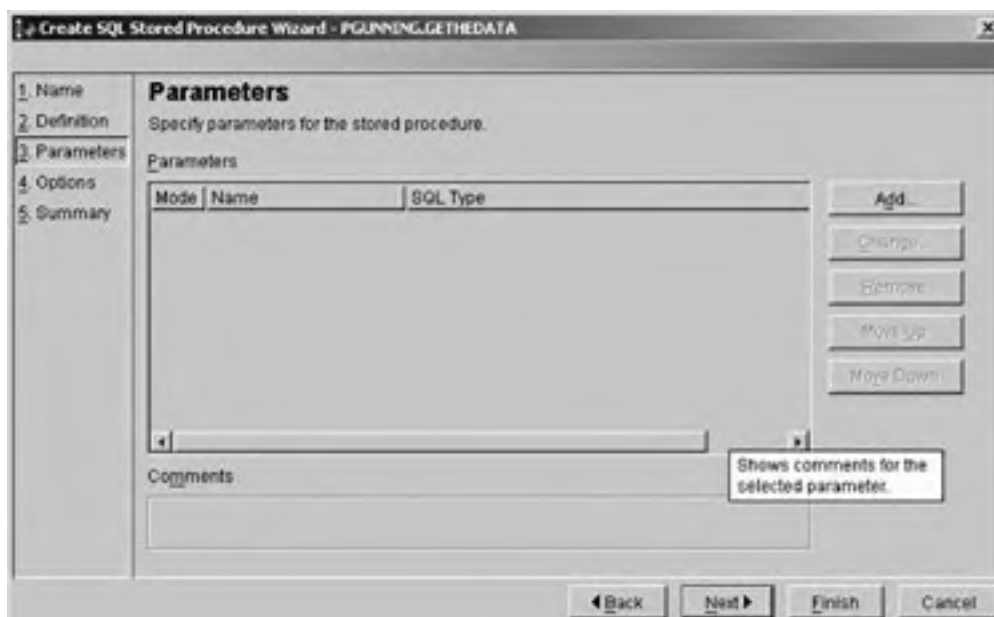 Create SQL Stored Procedure Wizard - PGUNNING.GETHEDATA
1. Name
2. Definition
3. Parameters
4. Options
5. Summary
Parameters
Specify parameters for the stored procedure.
Parameters
Mode Name SQL Type
Add...
Change...
Remove
Move Up
Move Down
Shows comments for the
selected parameter.
Comments
Back Next Finish Cancel